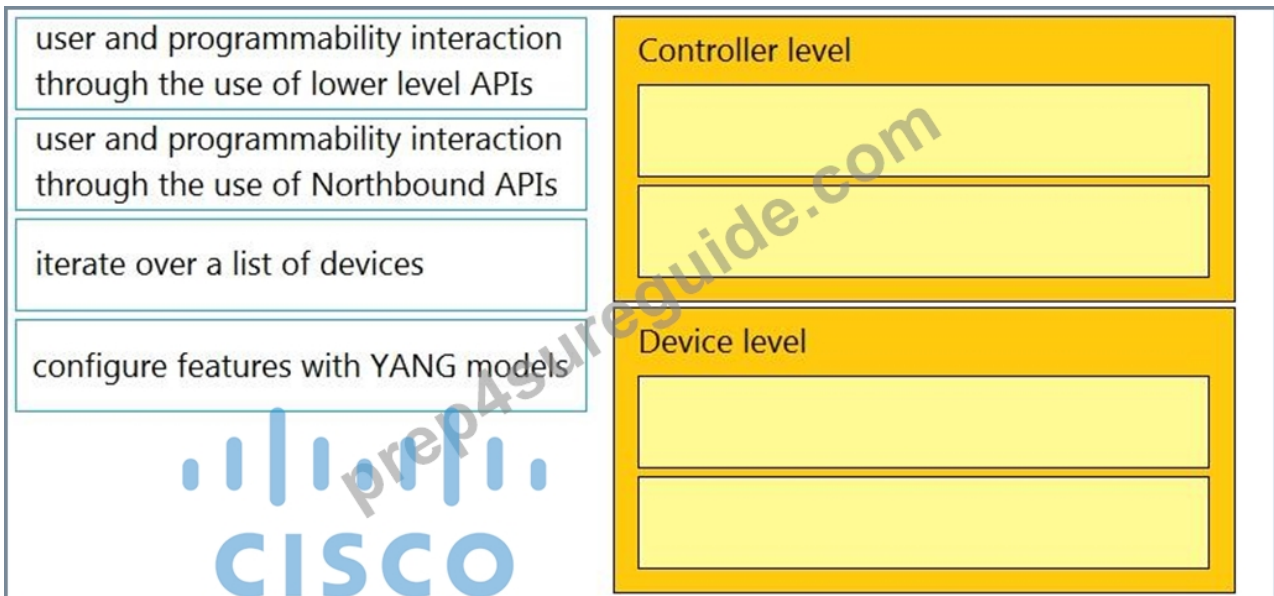 user and programmability interaction
through the use of lower level APIs
user and programmability interaction
through the use of Northbound APIs
iterate over a list of devices
configure features with YANG models
Controller level
Device level
prep4sureguide.com
CISCO